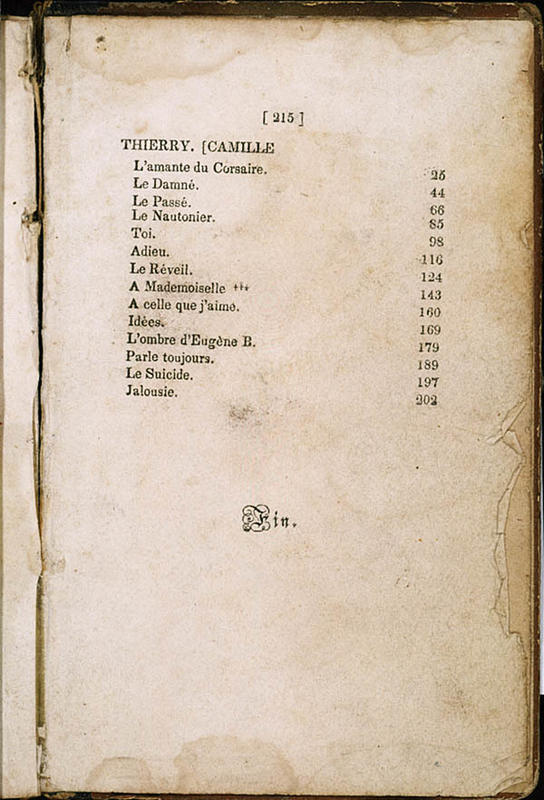 [ 215 ]
THIERRY. [CAMILLE
L'amante du Corsaire. 25
Le Damné. 44
Le Passé. 66
Le Nautonier. 85
Toi. 98
Adieu. 116
Le Réveil. 124
A Mademoiselle *** 143
A celle que j'aime. 160
Idées. 169
L'ombre d'Eugène B. 179
Parle toujours. 189
Le Suicide. 197
Jalousie. 202
Fin.